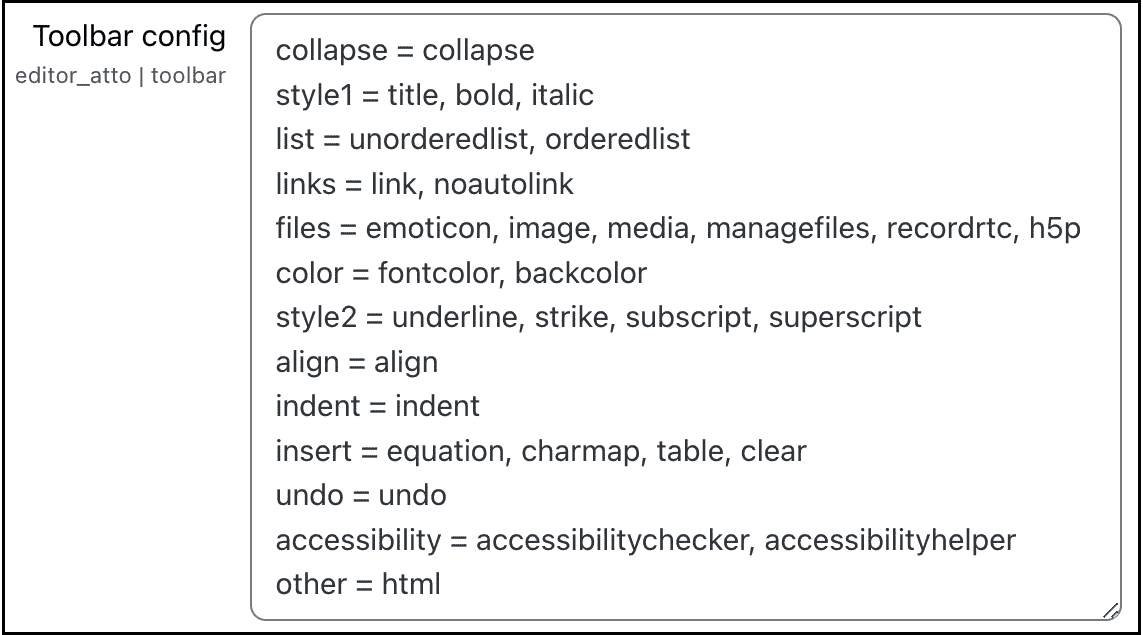 Toolbar config
editor_atto | toolbar
collapse = collapse
style1 = title, bold, italic
list = unorderedlist, orderedlist
links = link, noautolink
files = emoticon, image, media, managefiles, recordrtc, h5p
color = fontcolor, backcolor
style2 = underline, strike, subscript, superscript
align = align
indent = indent
insert = equation, charmap, table, clear
undo = undo
accessibility = accessibilitychecker, accessibilityhelper
other = html